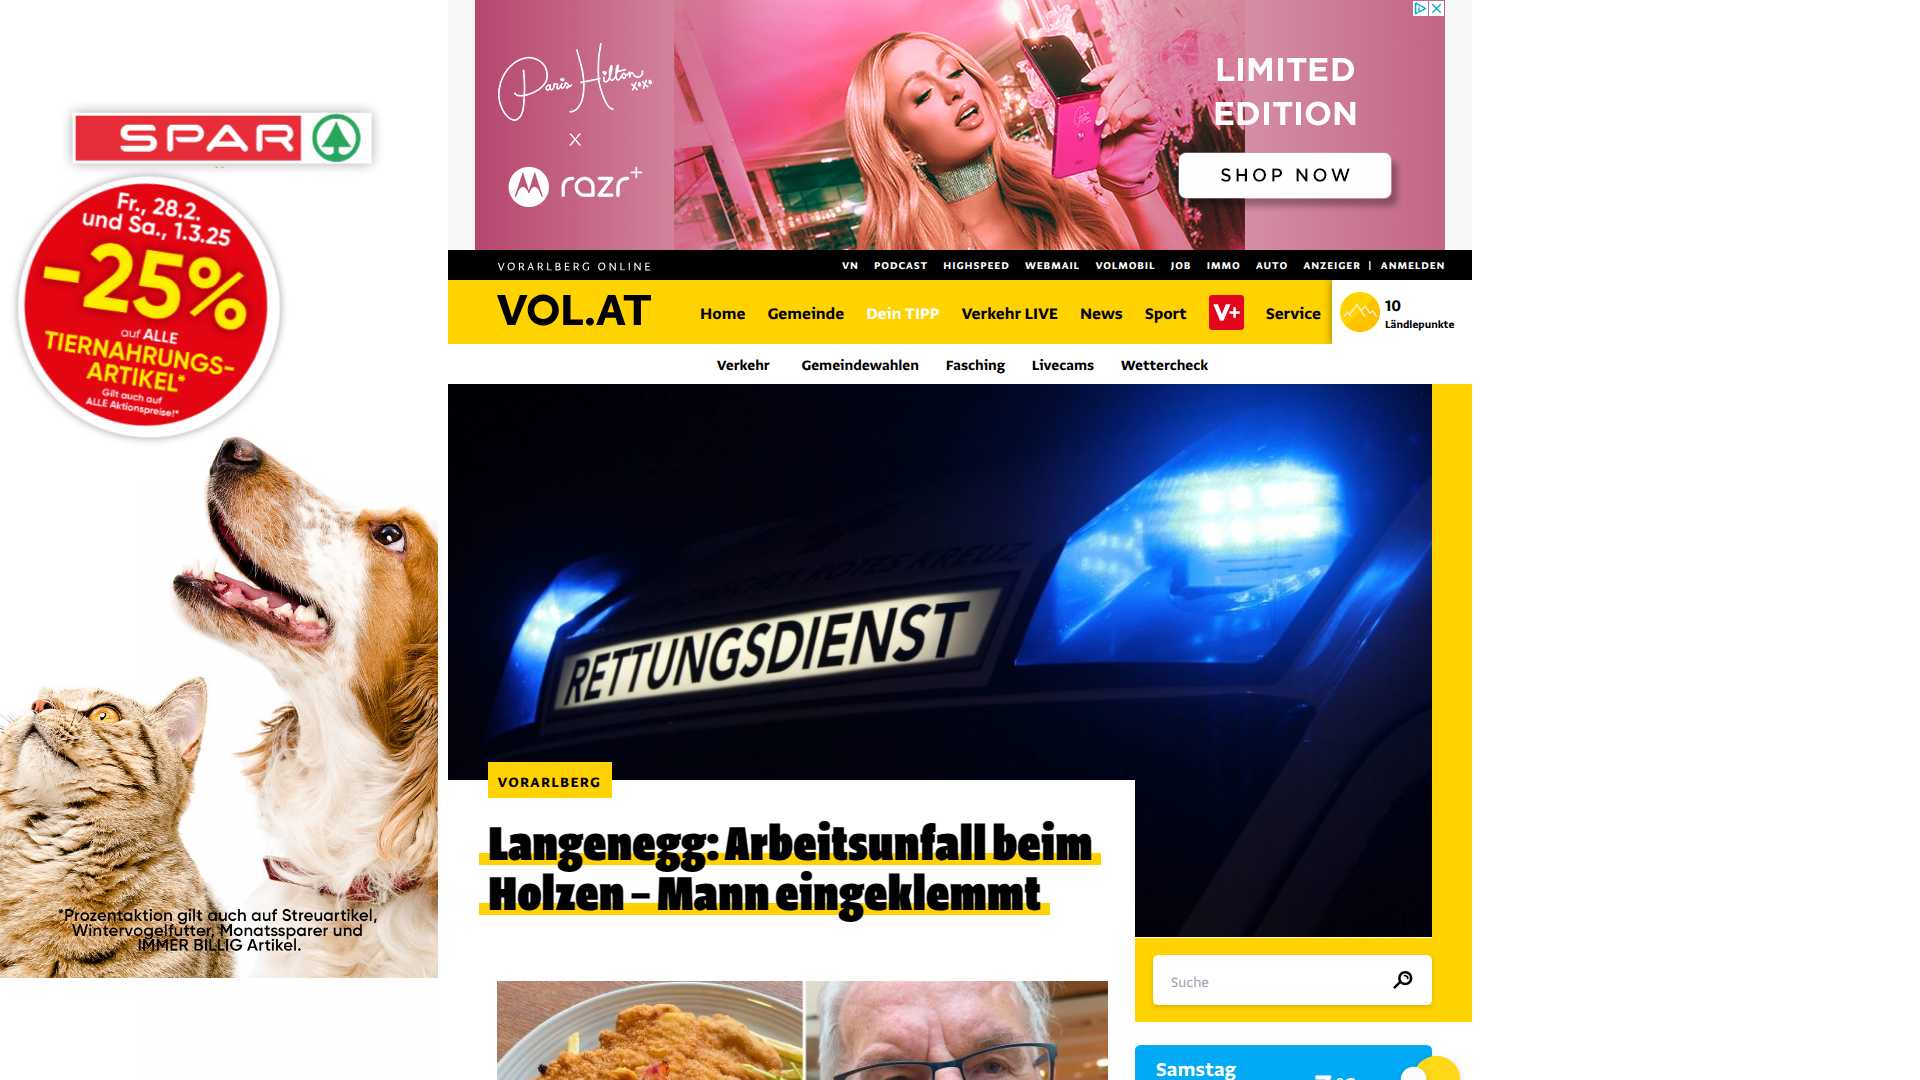 SPAR
Fr., 28.2.
und Sa., 1.3.25
-25%
auf ALLE
TIERNAHRUNGS-
ARTIKEL*
Gilt auch auf
ALLE Aktionspreise!*
*Prozentaktion gilt auch auf Streuartikel,
Wintervogelfutter, Monatssparer und
IMMER BILLIG Artikel.
Paris Hilton
xoxo
X
razr+
LIMITED
EDITION
SHOP NOW
VORARLBERG ONLINE
VN PODCAST HIGHSPEED WEBMAIL VOLMOBIL JOB IMMO AUTO ANZEIGER | ANMELDEN
VOL.AT
Home Gemeinde Dein TIPP Verkehr LIVE News Sport V+ Service
10
Ländlepunkte
Verkehr Gemeindewahlen Fasching Livecams Wettercheck
ROTES KREUZ
RETTUNGSDIENST
VORARLBERG
Langenegg: Arbeitsunfall beim
Holzen – Mann eingeklemmt
Suche
Samstag